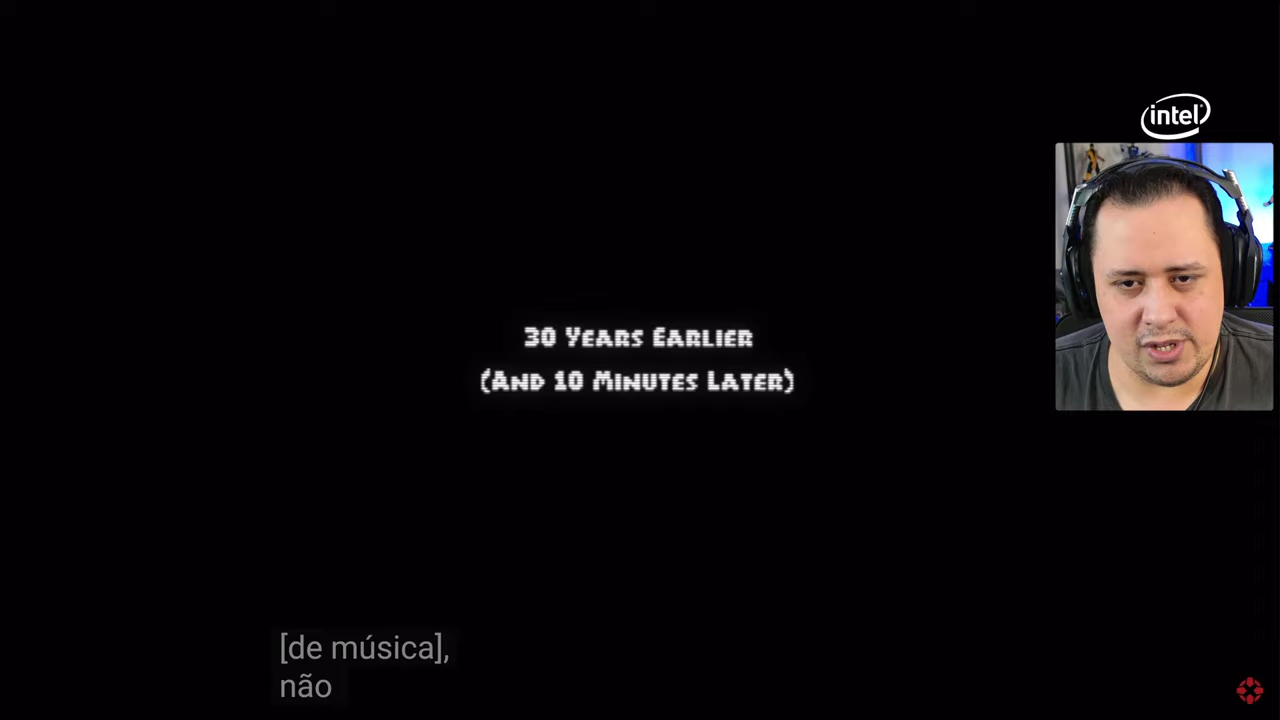 intel
30 Years Earlier
(And 10 Minutes Later)
[de música],
não